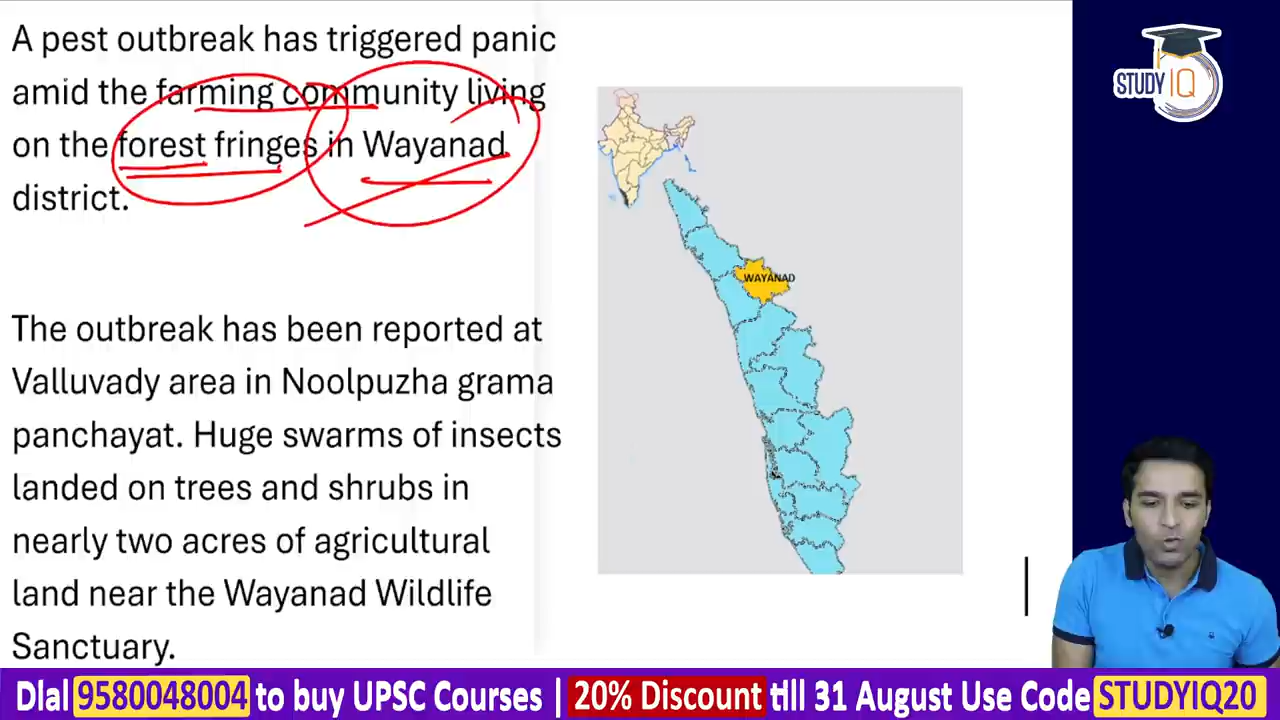 A pest outbreak has triggered panic
amid the farming community living
on the forest fringes in Wayanad
district.
The outbreak has been reported at
Valluvady area in Noolpuzha grama
panchayat. Huge swarms of insects
landed on trees and shrubs in
nearly two acres of agricultural
land near the Wayanad Wildlife
Sanctuary.
WAYANAD
STUDY IQ
Dial 9580048004 to buy UPSC Courses | 20% Discount till 31 August Use Code STUDYIQ20